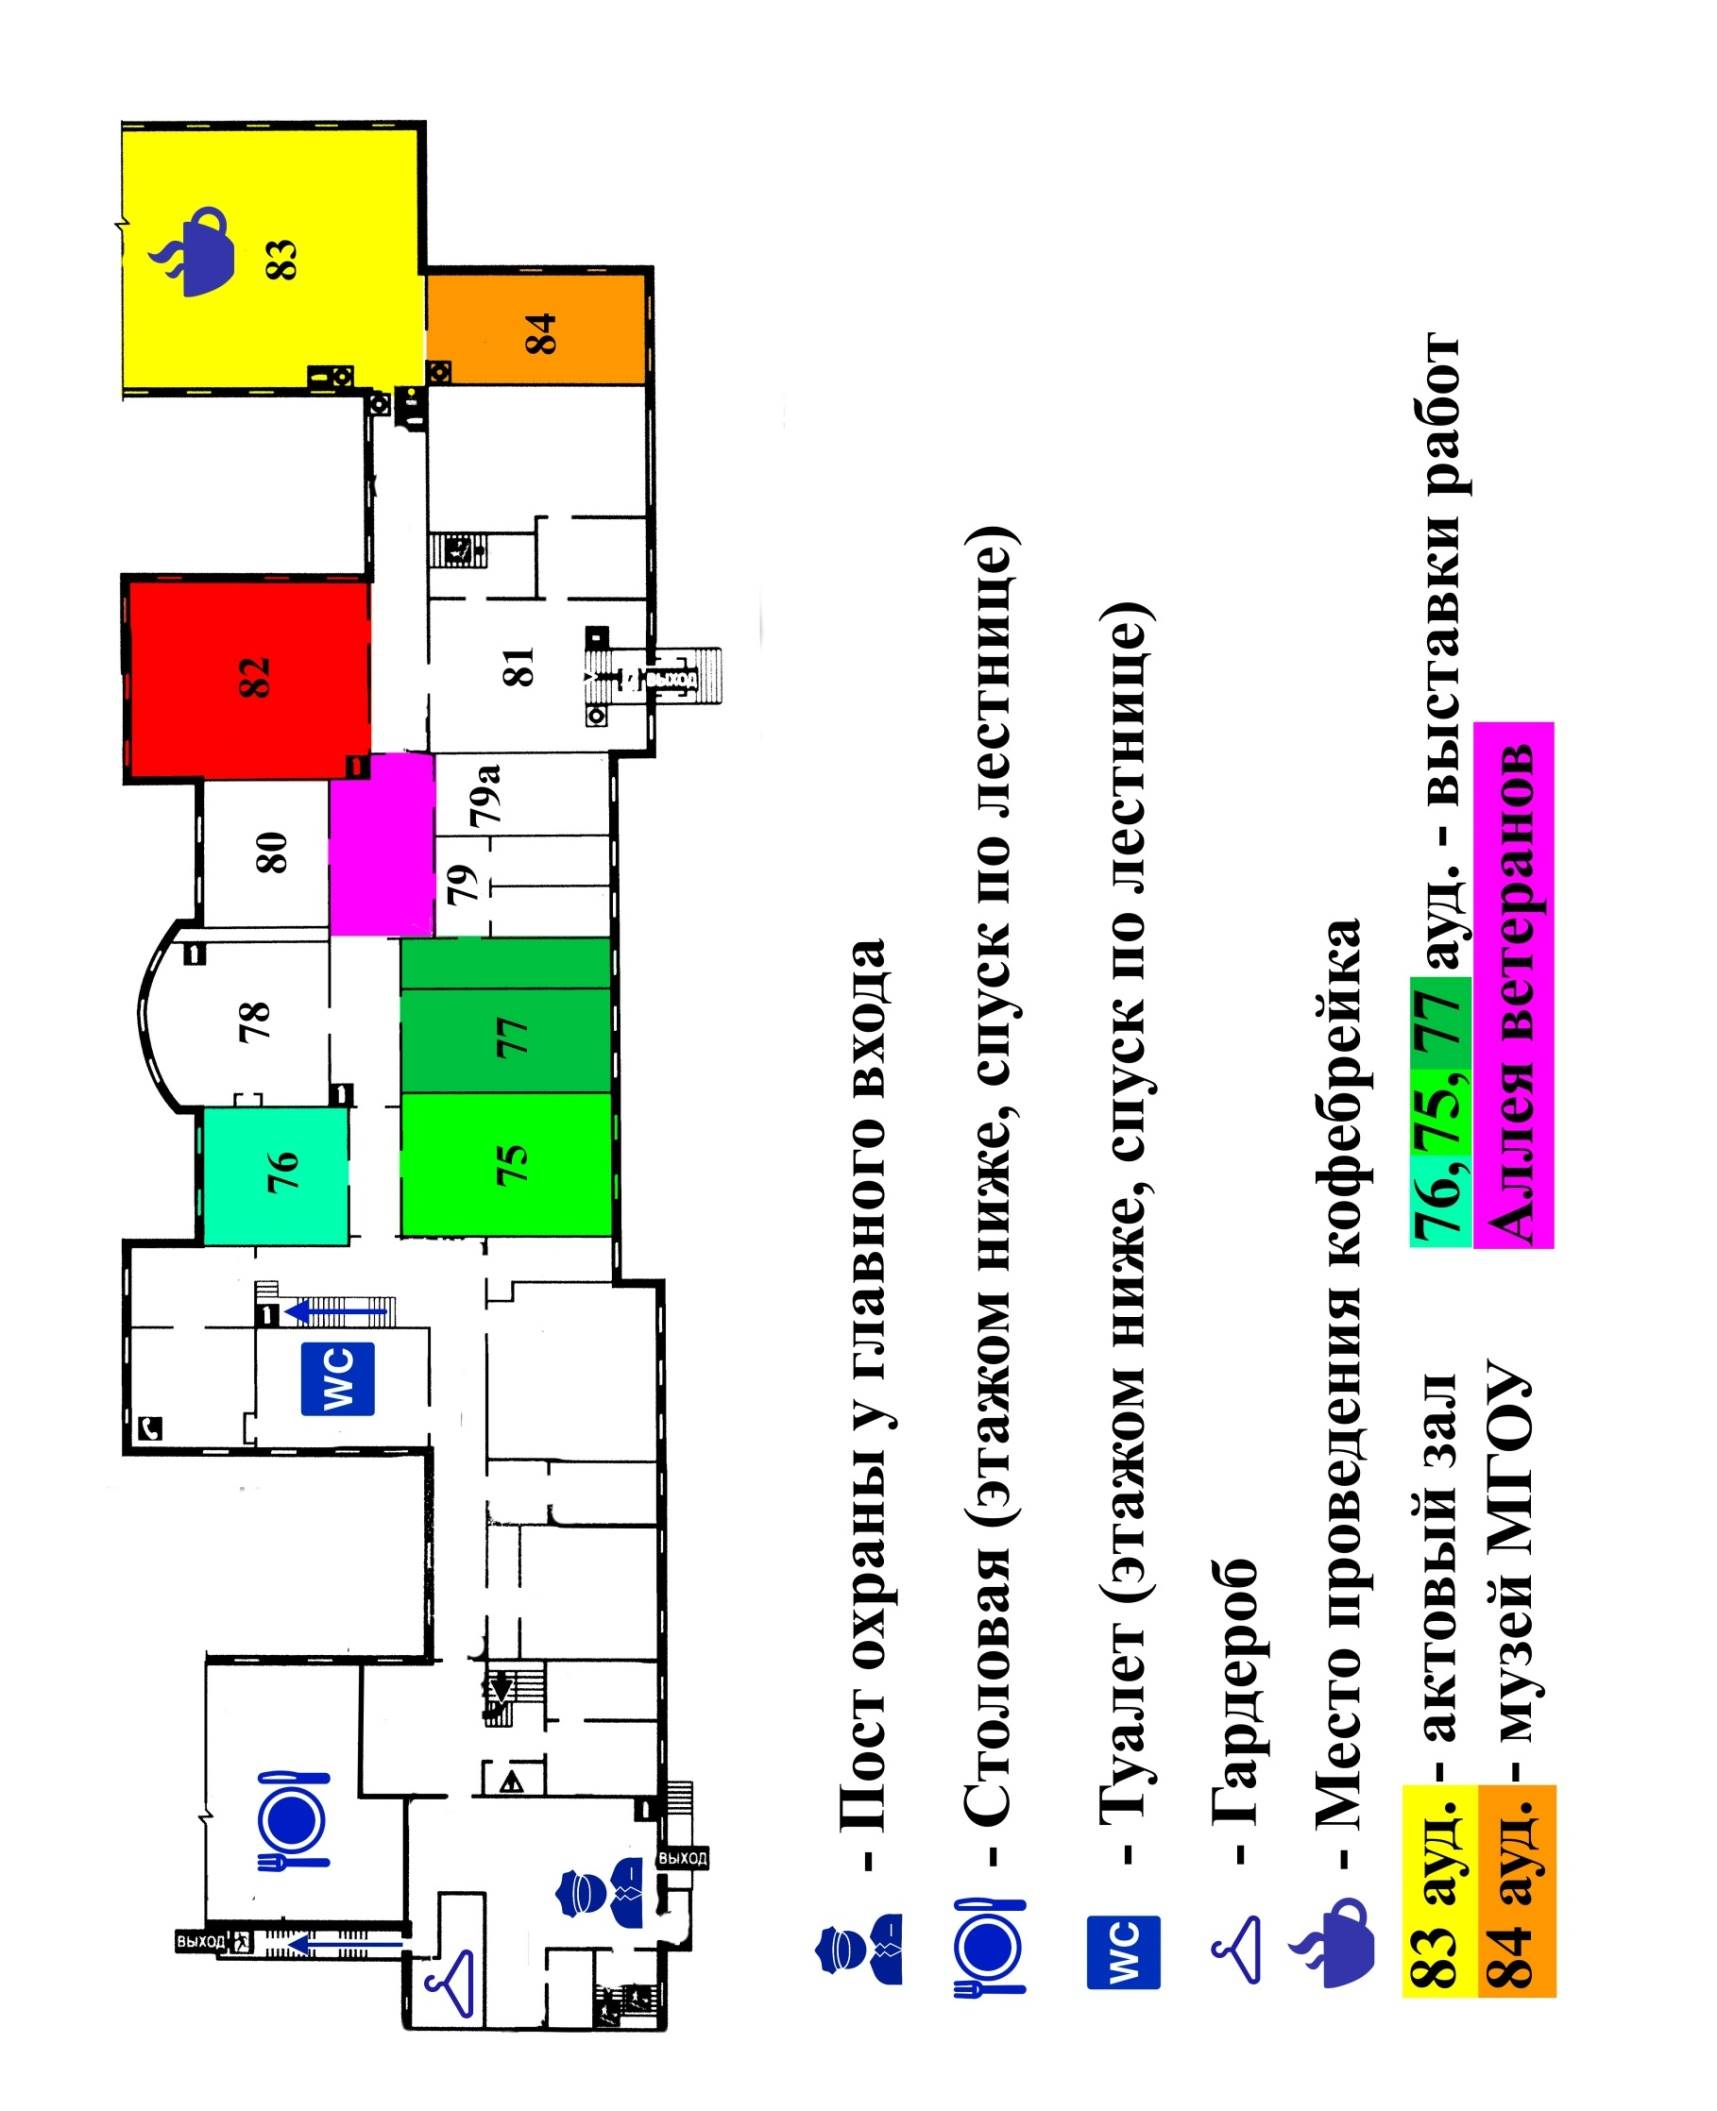 83
82
84
80
81
78
79
79а
76
77
75
WC
ВЫХОД
ВЫХОД
ВЫХОД
- Пост охраны у главного входа
- Столовая (этажом ниже, спуск по лестнице)
WC - Туалет (этажом ниже, спуск по лестнице)
- Гардероб
- Место проведения кофебрейка
83 ауд. - актовый зал
84 ауд. - музей МГОУ
76, 75, 77 ауд. - выставки работ
Аллея ветеранов